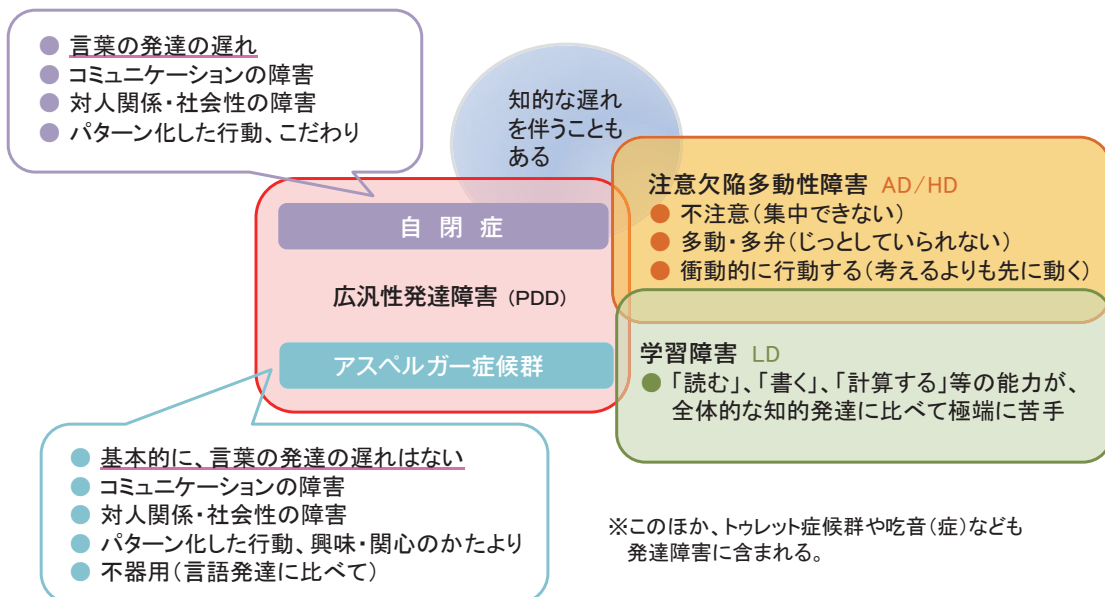 ● 言葉の発達の遅れ
● コミュニケーションの障害
● 対人関係・社会性の障害
● パターン化した行動、こだわり
知的な遅れ
を伴うことも
ある
自 閉 症
広汎性発達障害 (PDD)
アスペルガー症候群
注意欠陥多動性障害 AD/HD
● 不注意(集中できない)
● 多動・多弁(じっとしていられない)
● 衝動的に行動する(考えるよりも先に動く)
学習障害 LD
● 「読む」、「書く」、「計算する」等の能力が、
全体的な知的発達に比べて極端に苦手
● 基本的に、言葉の発達の遅れはない
● コミュニケーションの障害
● 対人関係・社会性の障害
● パターン化した行動、興味・関心のかたより
● 不器用(言語発達に比べて)
※このほか、トゥレット症候群や吃音(症)なども
発達障害に含まれる。